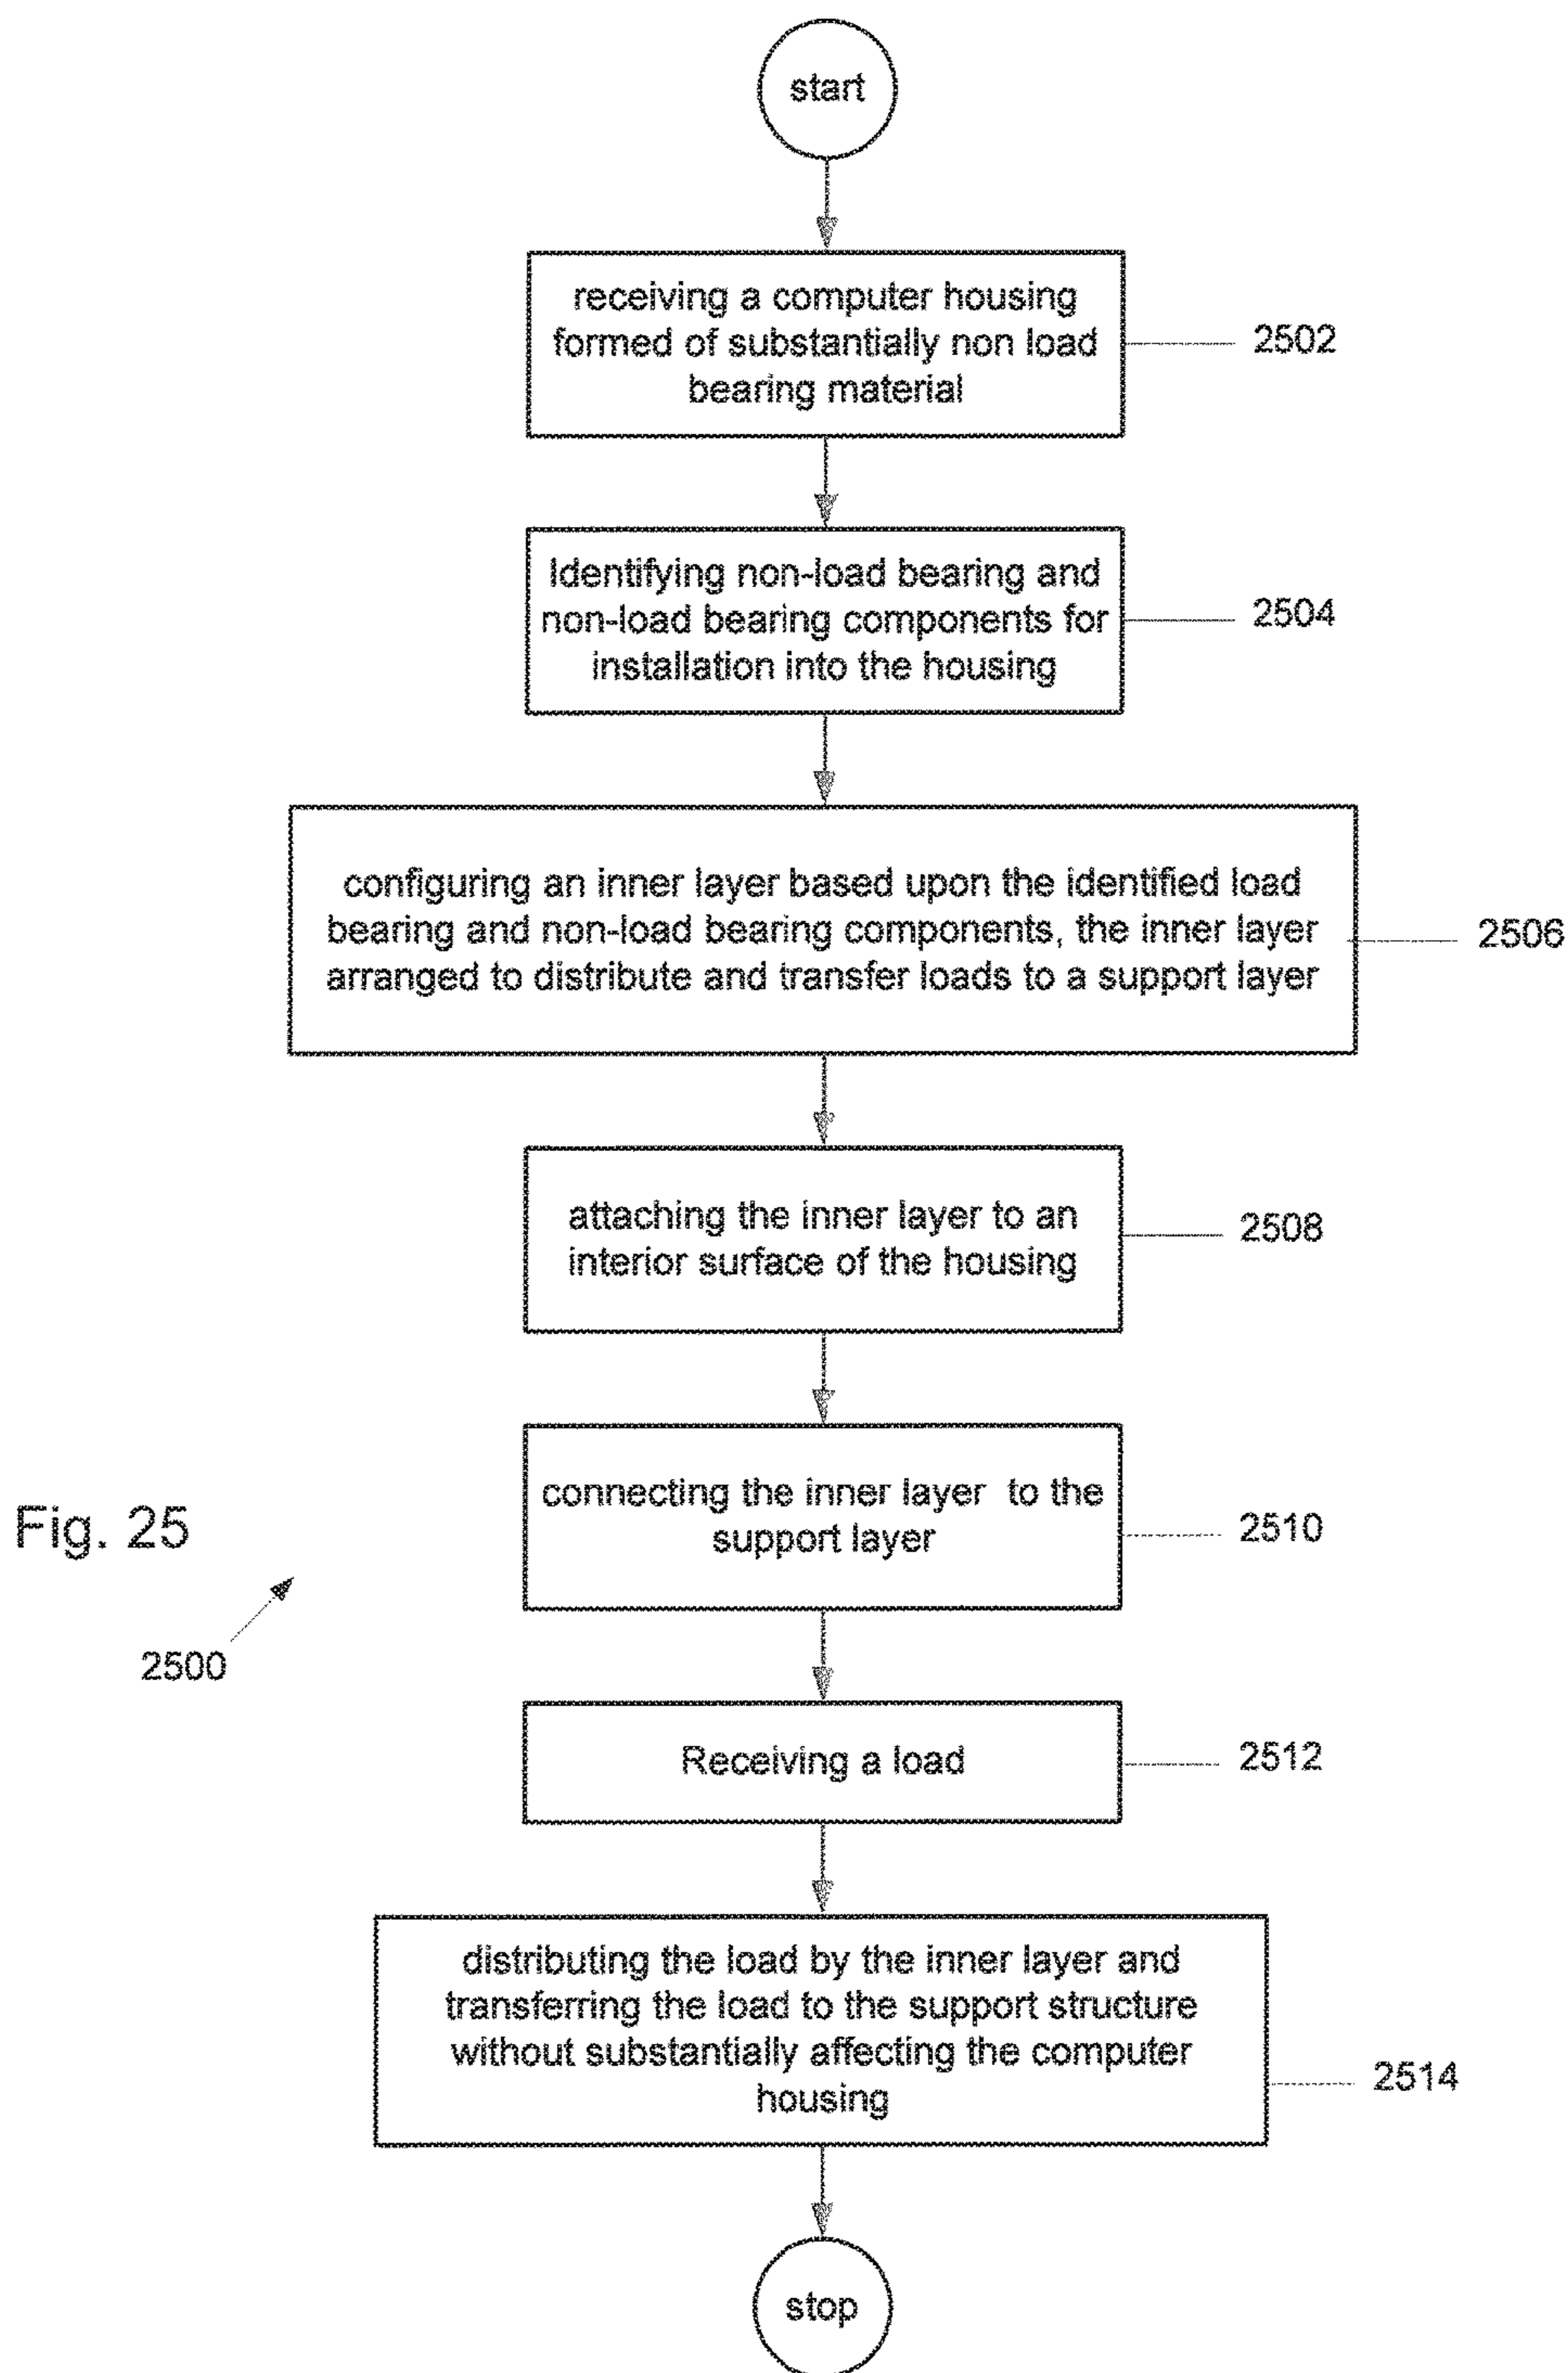 start
receiving a computer housing
formed of substantially non load
bearing material
2502
Identifying non-load bearing and
non-load bearing components for
installation into the housing
2504
configuring an inner layer based upon the identified load
bearing and non-load bearing components, the inner layer
arranged to distribute and transfer loads to a support layer
2506
attaching the inner layer to an
interior surface of the housing
2508
connecting the inner layer to the
support layer
2510
Fig. 25
2500
Receiving a load
2512
distributing the load by the inner layer and
transferring the load to the support structure
without substantially affecting the computer
housing
2514
stop